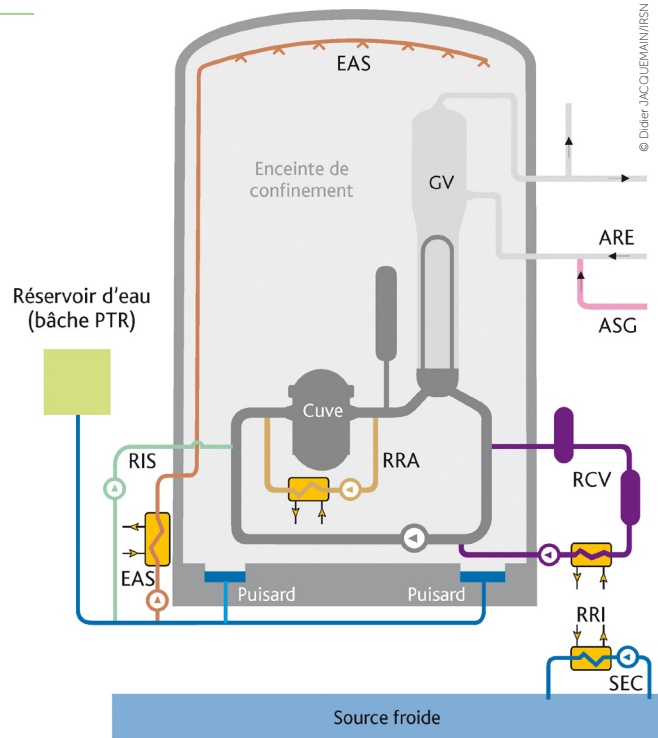 © Didier JACQUEMAIN/IRSN
EAS
Enceinte de
confinement
GV
ARE
ASG
Réservoir d'eau
(bâche PTR)
Cuve
RIS
RRA
RCV
EAS
Puisard
Puisard
RRI
SEC
Source froide